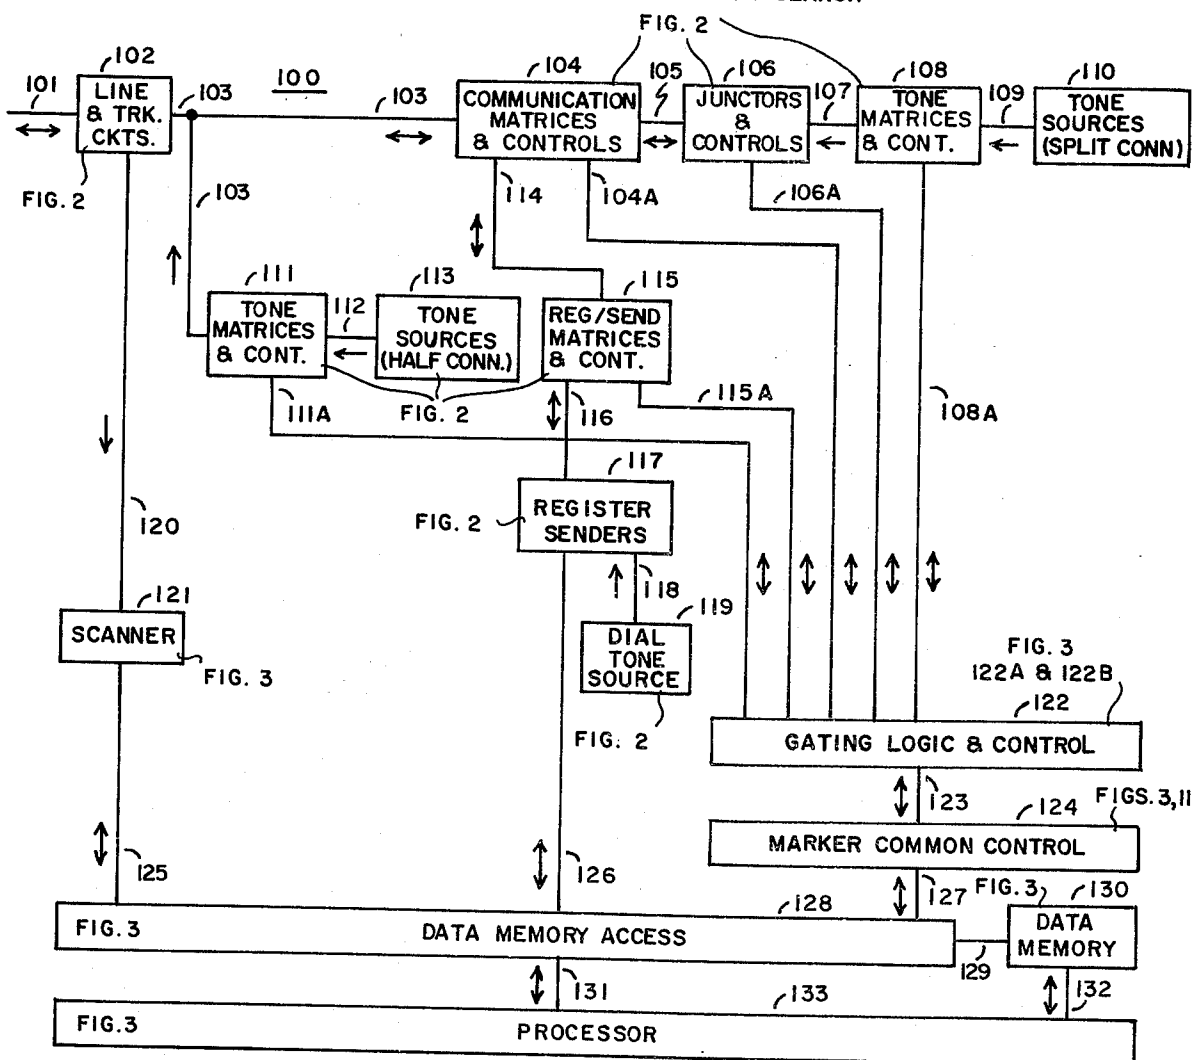 FIG. 2
102
104
106
108
110
101
LINE
& TRK.
CKTS.
103
100
103
COMMUNICATION
MATRICES
& CONTROLS
105
JUNCTORS
&
CONTROLS
107
TONE
MATRICES
& CONT.
109
TONE
SOURCES
(SPLIT CONN)
FIG. 2
103
114
104A
106A
111
113
115
TONE
MATRICES
& CONT.
112
TONE
SOURCES
(HALF CONN.)
REG/SEND
MATRICES
& CONT.
111A
FIG. 2
116
115A
108A
117
FIG. 2
REGISTER
SENDERS
120
118
119
121
SCANNER
FIG. 3
DIAL
TONE
SOURCE
FIG. 2
FIG. 3
122A & 122B
122
GATING LOGIC & CONTROL
123
FIGS. 3,11
124
MARKER COMMON CONTROL
125
126
127
FIG. 3
130
128
DATA
MEMORY
FIG. 3
DATA MEMORY ACCESS
129
131
133
132
FIG.3
PROCESSOR